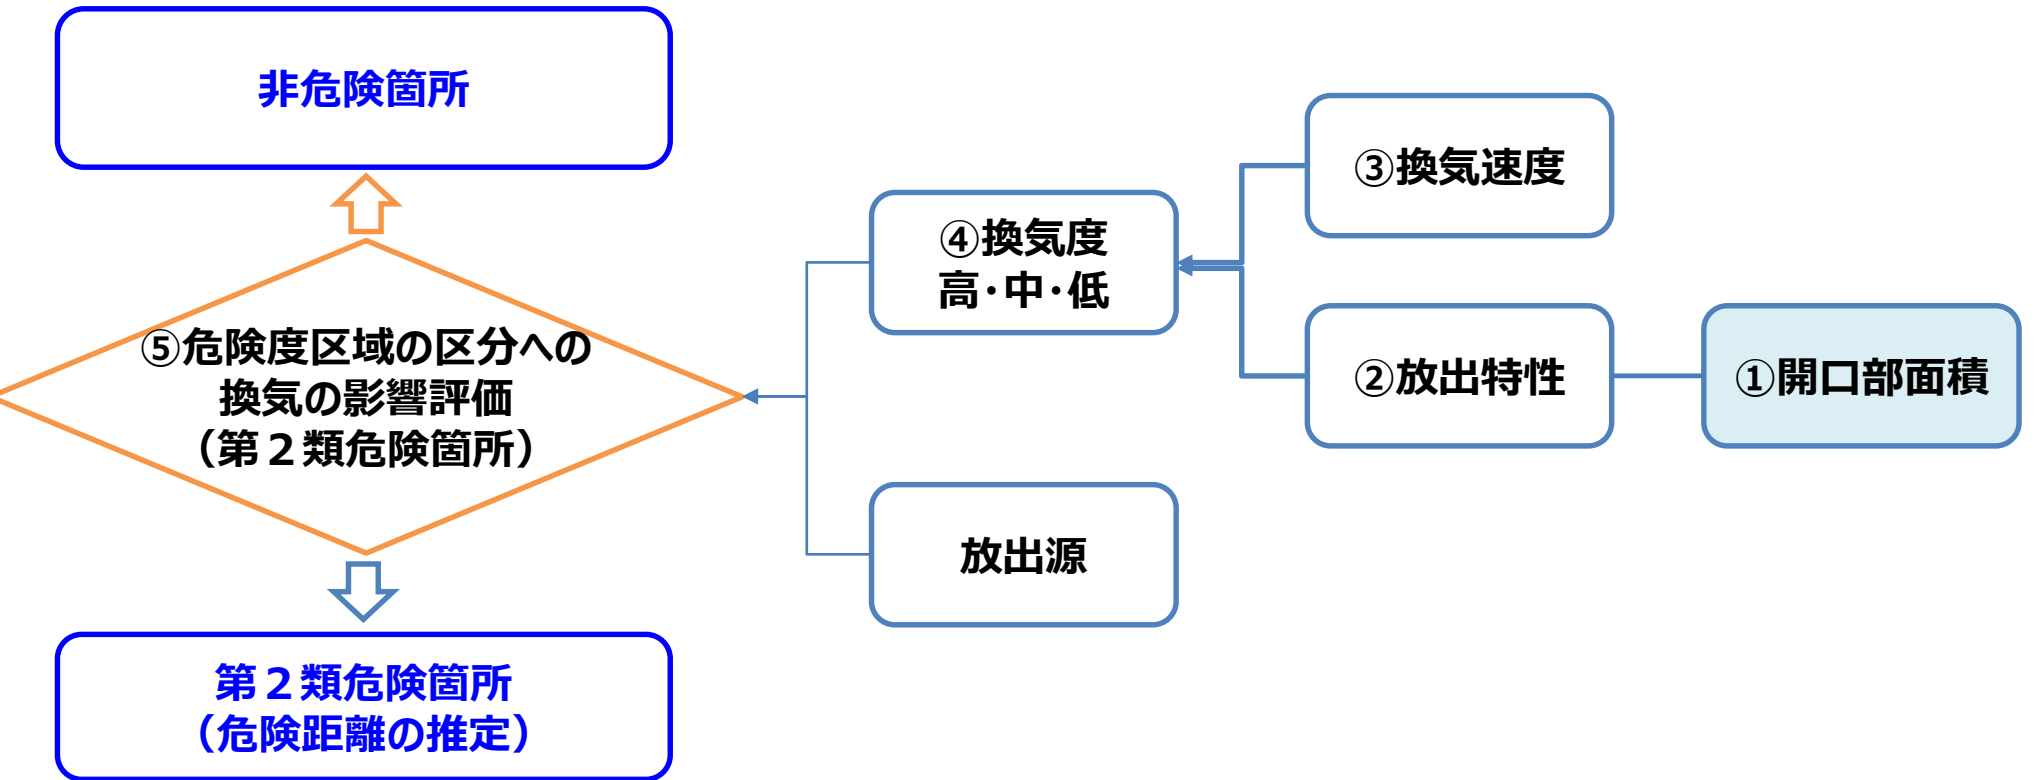 非危険箇所
⑤危険度区域の区分への
換気の影響評価
（第２類危険箇所）
第２類危険箇所
（危険距離の推定）
④換気度
高･中･低
放出源
③換気速度
②放出特性
①開口部面積